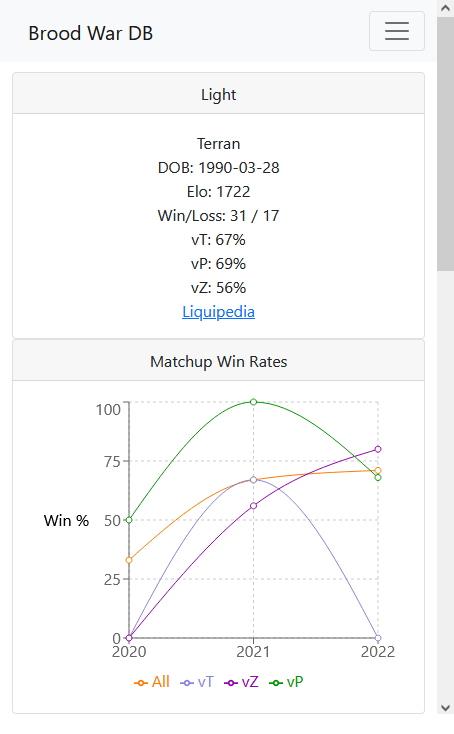 Brood War DB
Light
Terran
DOB: 1990-03-28
Elo: 1722
Win/Loss: 31 / 17
vT: 67%
vP: 69%
vZ: 56%
Liquipedia
Matchup Win Rates
100
75
Win %
50
25
0
2020 2021 2022
All vT vZ vP